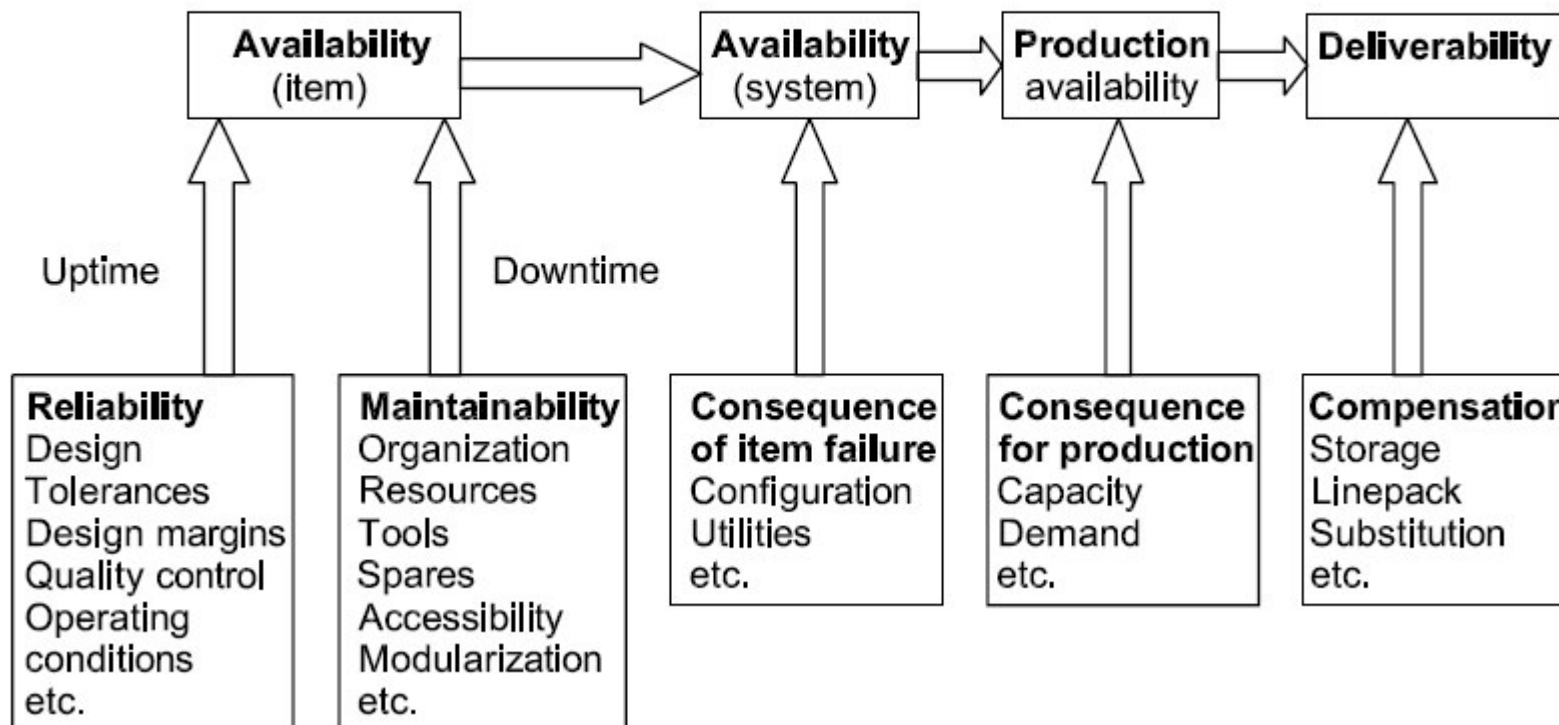 Availability
(item)
Availability
(system)
Production
availability
Deliverability
Uptime
Downtime
Reliability
Design
Tolerances
Design margins
Quality control
Operating
conditions
etc.
Maintainability
Organization
Resources
Tools
Spares
Accessibility
Modularization
etc.
Consequence
of item failure
Configuration
Utilities
etc.
Consequence
for production
Capacity
Demand
etc.
Compensation
Storage
Linepack
Substitution
etc.